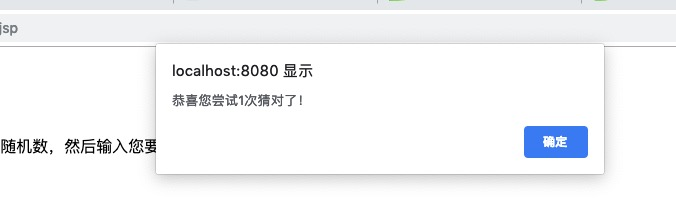 jsp
localhost:8080 显示
恭喜您尝试1次猜对了！
确定
随机数，然后输入您要